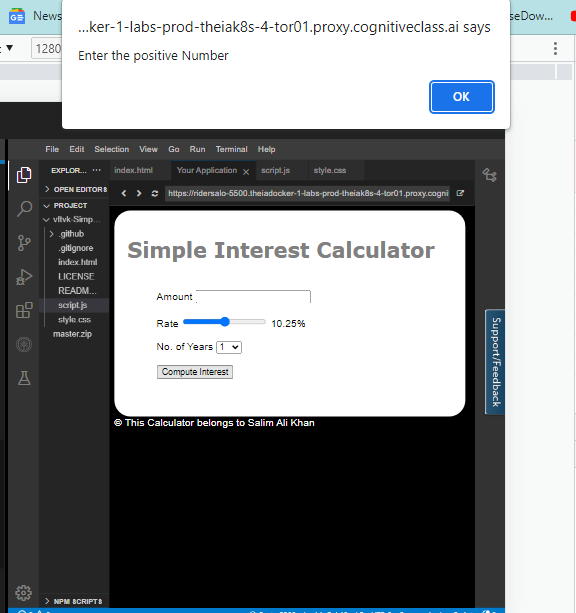 News
seDow...
...ker-1-labs-prod-theiak8s-4-tor01.proxy.cognitiveclass.ai says
Enter the positive Number
OK
1280
File Edit Selection View Go Run Terminal Help
EXPLOR... ...
index.html
Your Application
script.js
style.css
OPEN EDITORS
https://ridersalo-5500.theiadocker-1-labs-prod-theiak8s-4-tor01.proxy.cogni
PROJECT
vftvk-Simp...
.github
.gitignore
index.html
LICENSE
README...
script.js
style.css
master.zip
Simple Interest Calculator
Amount
Rate 10.25%
No. of Years 1
Compute Interest
© This Calculator belongs to Salim Ali Khan
Support/Feedback
NPM SCRIPTS